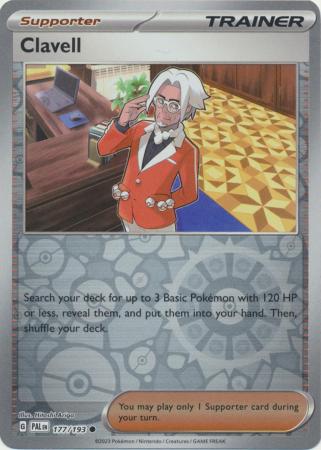 Supporter
TRAINER
Clavell
Search your deck for up to 3 Basic Pokémon with 120 HP
or less, reveal them, and put them into your hand. Then,
shuffle your deck.
You may play only 1 Supporter card during
your turn.
Illus. Hitoshi Ariga
G PAL EN 177/193
©2023 Pokémon / Nintendo / Creatures / GAME FREAK